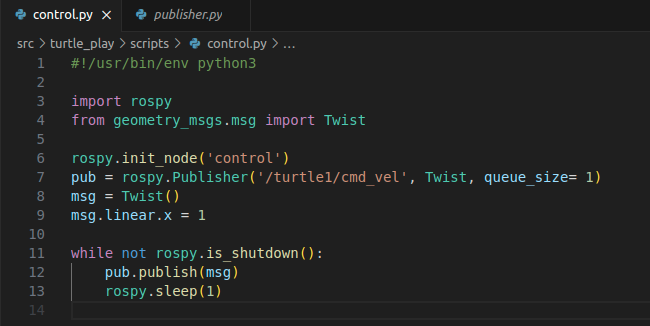 control.py ×
publisher.py
src > turtle_play > scripts > control.py > ...
1 #!/usr/bin/env python3
2
3 import rospy
4 from geometry_msgs.msg import Twist
5
6 rospy.init_node('control')
7 pub = rospy.Publisher('/turtle1/cmd_vel', Twist, queue_size= 1)
8 msg = Twist()
9 msg.linear.x = 1
10
11 while not rospy.is_shutdown():
12     pub.publish(msg)
13     rospy.sleep(1)
14